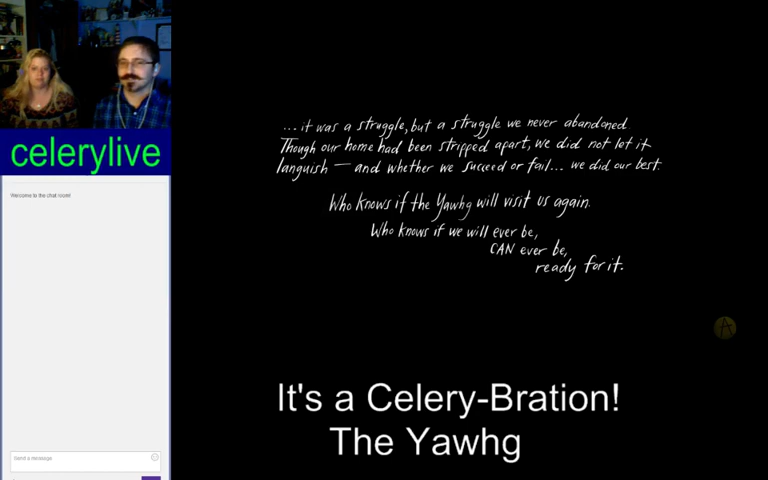 celerylive
Welcome to the chat room!
Send a message
...it was a struggle, but a struggle we never abandoned.
Though our home had been stripped apart, we did not let it
languish — and whether we succeed or fail... we did our best.
Who knows if the Yawhg will visit us again.
Who knows if we will ever be,
CAN ever be,
ready for it.
A
It's a Celery-Bration!
The Yawhg